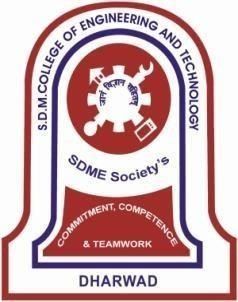 S.D.M.COLLEGE OF ENGINEERING AND TECHNOLOGY
SDME Society's
COMMITMENT, COMPETENCE
& TEAMWORK
DHARWAD